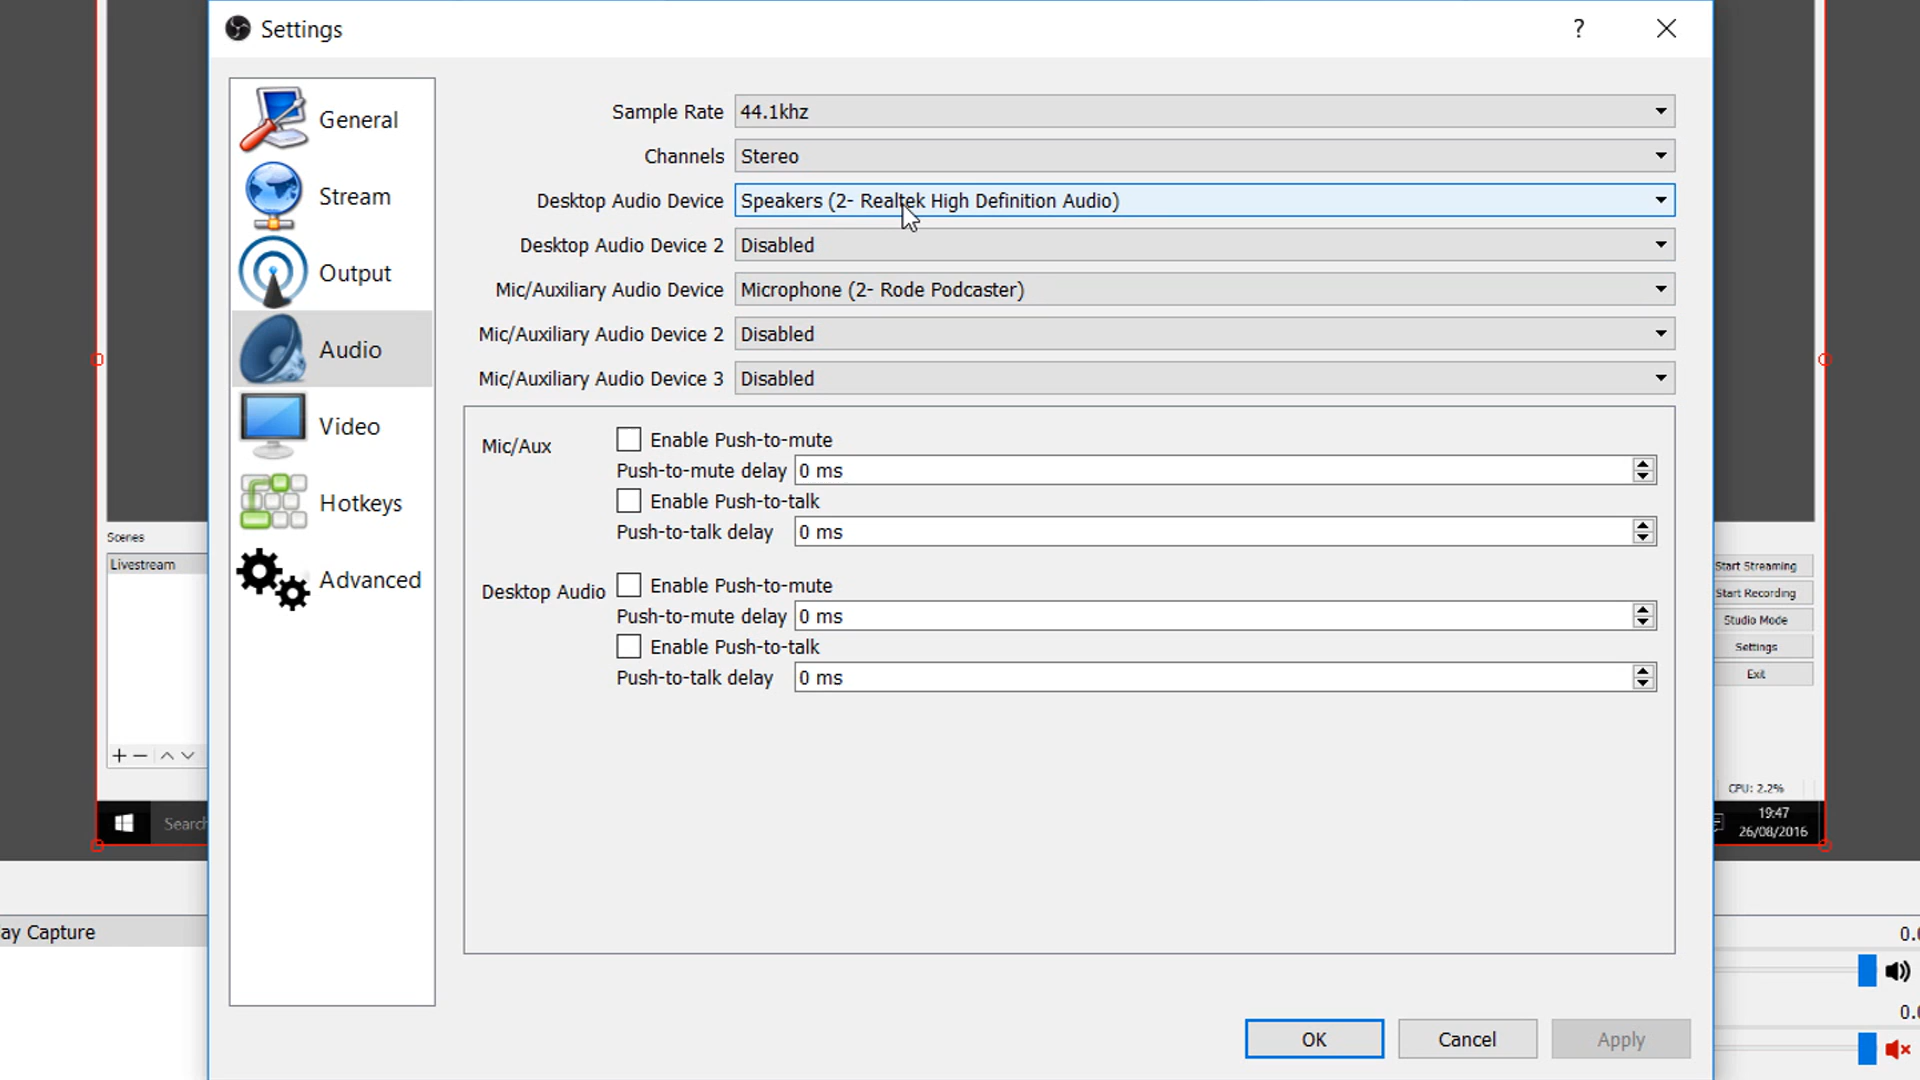 Settings
?
General
Stream
Output
Audio
Video
Hotkeys
Advanced
Sample Rate 44.1khz
Channels Stereo
Desktop Audio Device Speakers (2- Realtek High Definition Audio)
Desktop Audio Device 2 Disabled
Mic/Auxiliary Audio Device Microphone (2- Rode Podcaster)
Mic/Auxiliary Audio Device 2 Disabled
Mic/Auxiliary Audio Device 3 Disabled
Mic/Aux
Enable Push-to-mute
Push-to-mute delay 0 ms
Enable Push-to-talk
Push-to-talk delay 0 ms
Desktop Audio
Enable Push-to-mute
Push-to-mute delay 0 ms
Enable Push-to-talk
Push-to-talk delay 0 ms
OK Cancel Apply
Scenes
Livestream
Search
ay Capture
Start Streaming
Start Recording
Studio Mode
Settings
Exit
CPU: 2.2%
19:47
26/08/2016